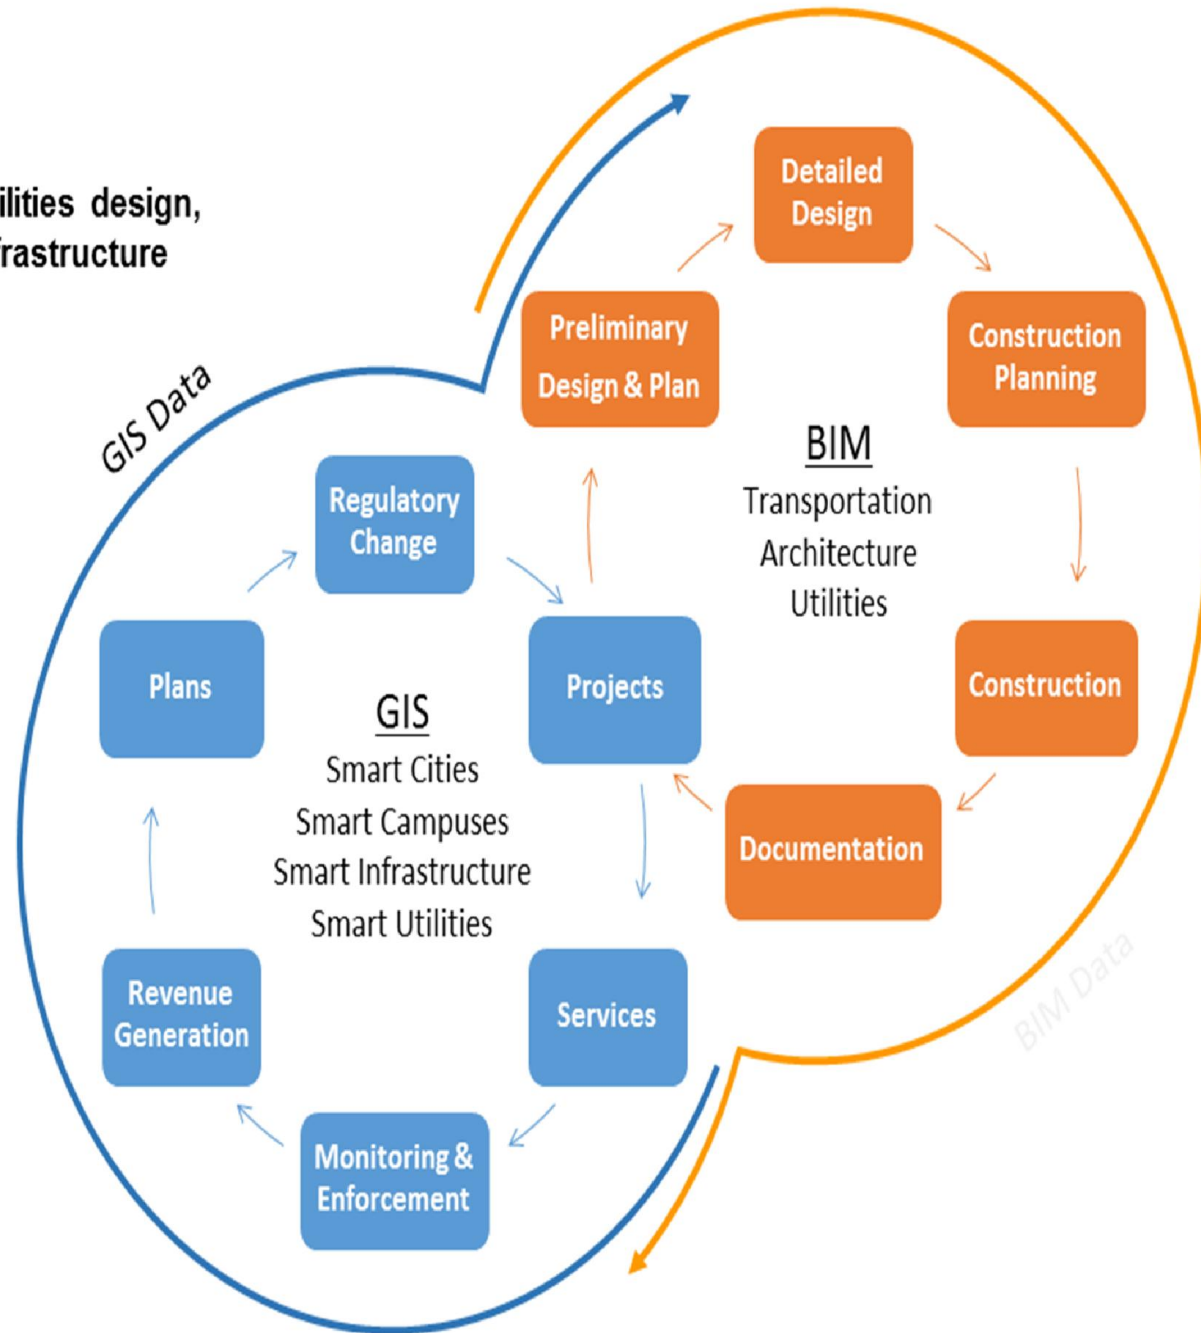 ilities design,
frastructure
GIS Data
Detailed
Design
Preliminary
Design & Plan
Construction
Planning
BIM
Transportation
Architecture
Utilities
Regulatory
Change
Plans
Projects
Construction
GIS
Smart Cities
Smart Campuses
Smart Infrastructure
Smart Utilities
Documentation
Revenue
Generation
Services
BIM Data
Monitoring &
Enforcement